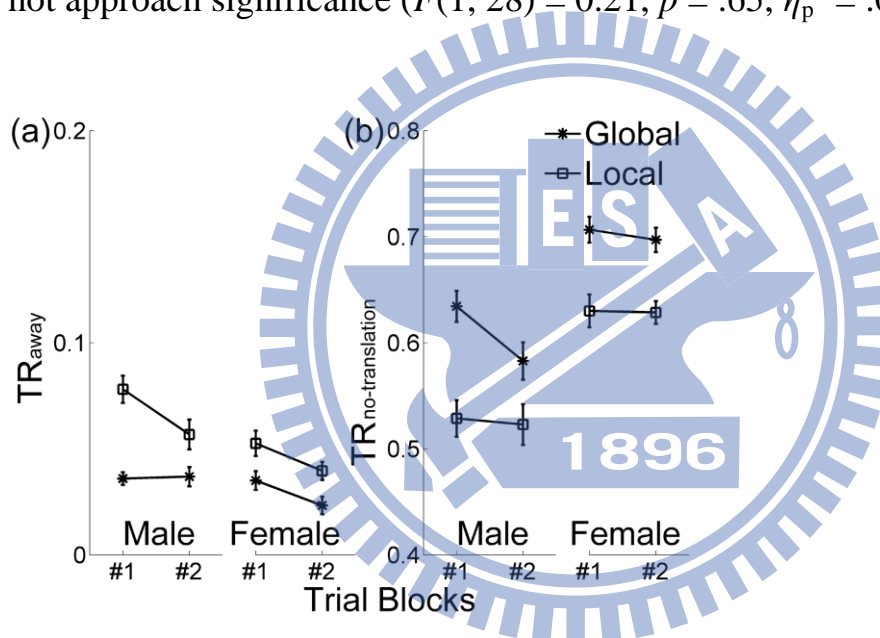 not approach significance (F(1, 28) = 0.21, p = .65, ηp
(a)
0.2
0.1
0
TRaway
Male
Female
#1 #2 #1 #2
(b)
0.8
0.7
0.6
0.5
0.4
TRno-translation
Global
Local
Male
Female
#1 #2 #1 #2
Trial Blocks
ESA
1896